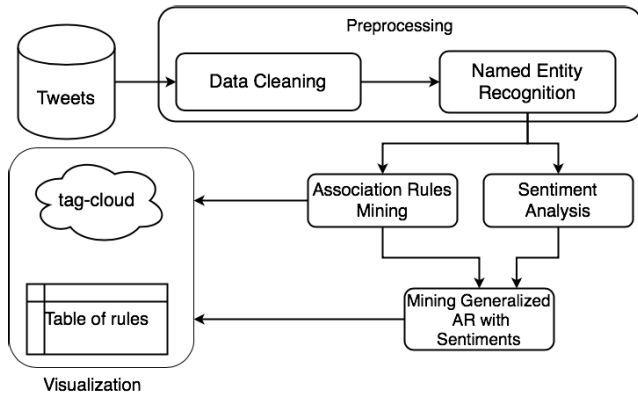 Preprocessing
Tweets
Data Cleaning
Named Entity
Recognition
tag-cloud
Association Rules
Mining
Sentiment
Analysis
Table of rules
Mining Generalized
AR with
Sentiments
Visualization